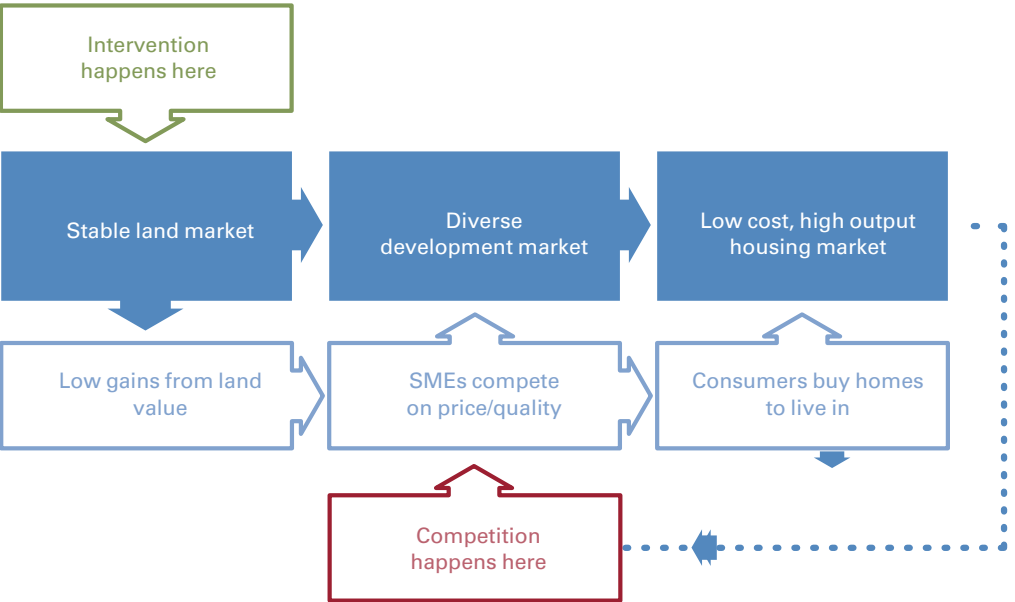 Intervention
happens here
Stable land market
Diverse
development market
Low cost, high output
housing market
Low gains from land
value
SMEs compete
on price/quality
Consumers buy homes
to live in
Competition
happens here